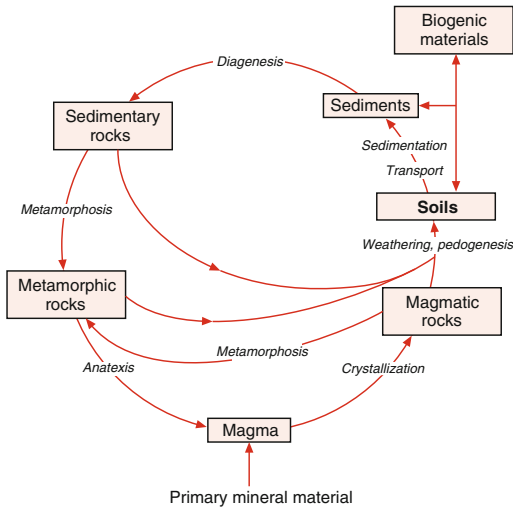 Biogenic
materials
Diagenesis
Sediments
Sedimentary
rocks
Sedimentation
Transport
Metamorphosis
Soils
Weathering, pedogenesis
Metamorphic
rocks
Magmatic
rocks
Metamorphosis
Anatexis
Crystallization
Magma
Primary mineral material